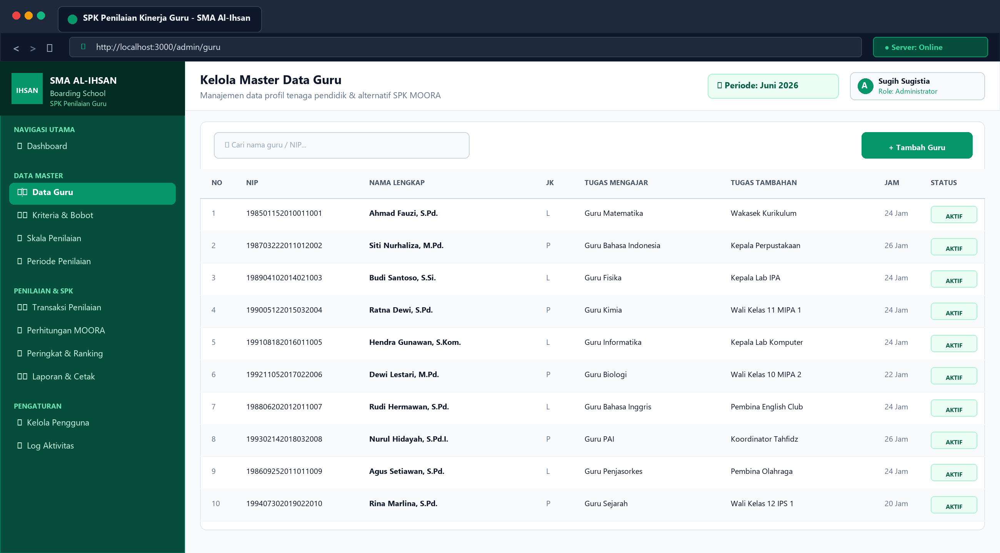 SPK Penilaian Kinerja Guru - SMA Al-Ihsan
< >
http://localhost:3000/admin/guru
● Server: Online
IHSAN
SMA AL-IHSAN
Boarding School
SPK Penilaian Guru
NAVIGASI UTAMA
Dashboard
DATA MASTER
Data Guru
Kriteria & Bobot
Skala Penilaian
Periode Penilaian
PENILAIAN & SPK
Transaksi Penilaian
Perhitungan MOORA
Peringkat & Ranking
Laporan & Cetak
PENGATURAN
Kelola Pengguna
Log Aktivitas
Kelola Master Data Guru
Manajemen data profil tenaga pendidik & alternatif SPK MOORA
Periode: Juni 2026
A
Sugih Sugistia
Role: Administrator
Cari nama guru / NIP...
+ Tambah Guru
NO NIP NAMA LENGKAP JK TUGAS MENGAJAR TUGAS TAMBAHAN JAM STATUS
1 198501152010011001 Ahmad Fauzi, S.Pd. L Guru Matematika Wakasek Kurikulum 24 Jam AKTIF
2 198703222011012002 Siti Nurhaliza, M.Pd. P Guru Bahasa Indonesia Kepala Perpustakaan 26 Jam AKTIF
3 198904102014021003 Budi Santoso, S.Si. L Guru Fisika Kepala Lab IPA 24 Jam AKTIF
4 199005122015032004 Ratna Dewi, S.Pd. P Guru Kimia Wali Kelas 11 MIPA 1 24 Jam AKTIF
5 199108182016011005 Hendra Gunawan, S.Kom. L Guru Informatika Kepala Lab Komputer 24 Jam AKTIF
6 199211052017022006 Dewi Lestari, M.Pd. P Guru Biologi Wali Kelas 10 MIPA 2 22 Jam AKTIF
7 198806202012011007 Rudi Hermawan, S.Pd. L Guru Bahasa Inggris Pembina English Club 24 Jam AKTIF
8 199302142018032008 Nurul Hidayah, S.Pd.I. P Guru PAI Koordinator Tahfidz 26 Jam AKTIF
9 198609252011011009 Agus Setiawan, S.Pd. L Guru Penjasorkes Pembina Olahraga 24 Jam AKTIF
10 199407302019022010 Rina Marlina, S.Pd. P Guru Sejarah Wali Kelas 12 IPS 1 20 Jam AKTIF